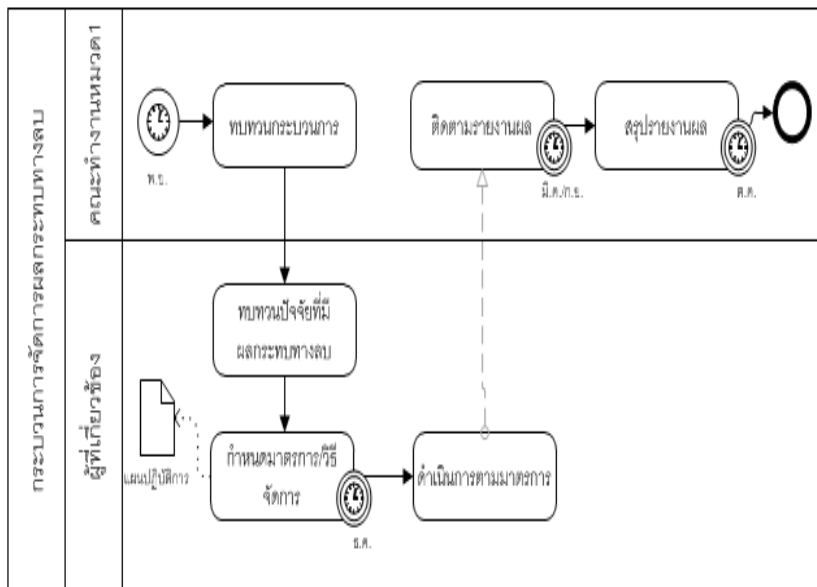 กระบวนการจัดการผลกระทบทางลบ
คณะทำงานหมวด1
พ.ย.
ทบทวนกระบวนการ
ติดตามรายงานผล
มี.ค./ก.ย.
สรุปรายงานผล
ต.ค.
ผู้ที่เกี่ยวข้อง
ทบทวนปัจจัยที่มี
ผลกระทบทางลบ
แผนปฏิบัติการ
กำหนดมาตรการ/วิธี
จัดการ
ธ.ค.
ดำเนินการตามมาตรการ